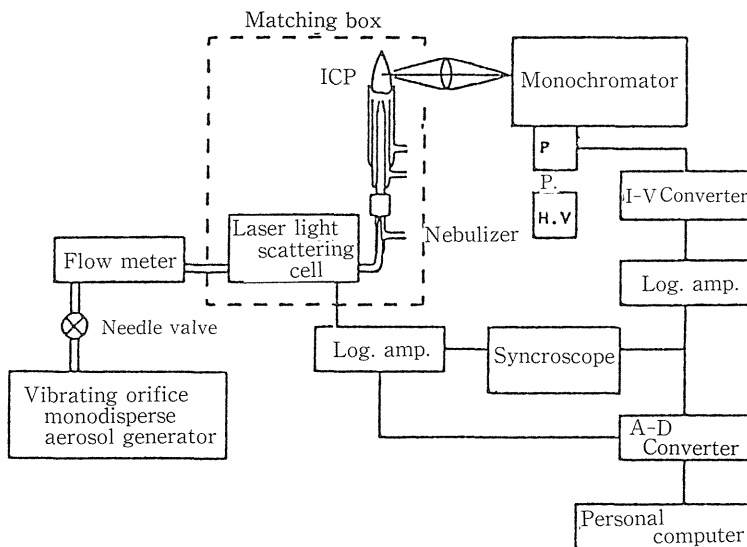 Matching box
ICP
Monochromator
P
P.
H.V
I-V Converter
Laser light
scattering
cell
Nebulizer
Flow meter
Log. amp.
Needle valve
Log. amp.
Syncroscope
Vibrating orifice
monodisperse
aerosol generator
A-D
Converter
Personal
computer